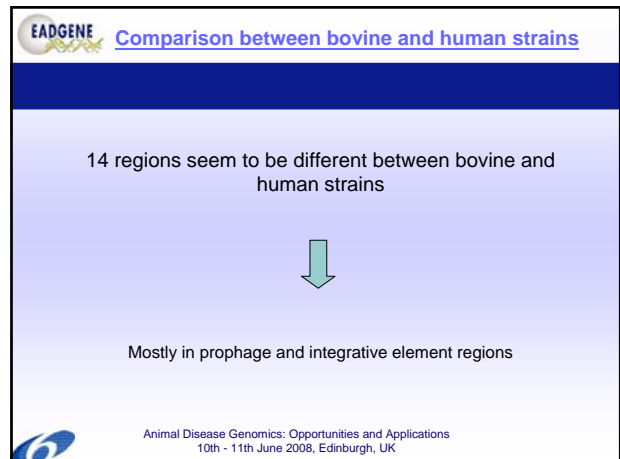 EADGENE
Comparison between bovine and human strains
14 regions seem to be different between bovine and
human strains
Mostly in prophage and integrative element regions
Animal Disease Genomics: Opportunities and Applications
10th - 11th June 2008, Edinburgh, UK
6